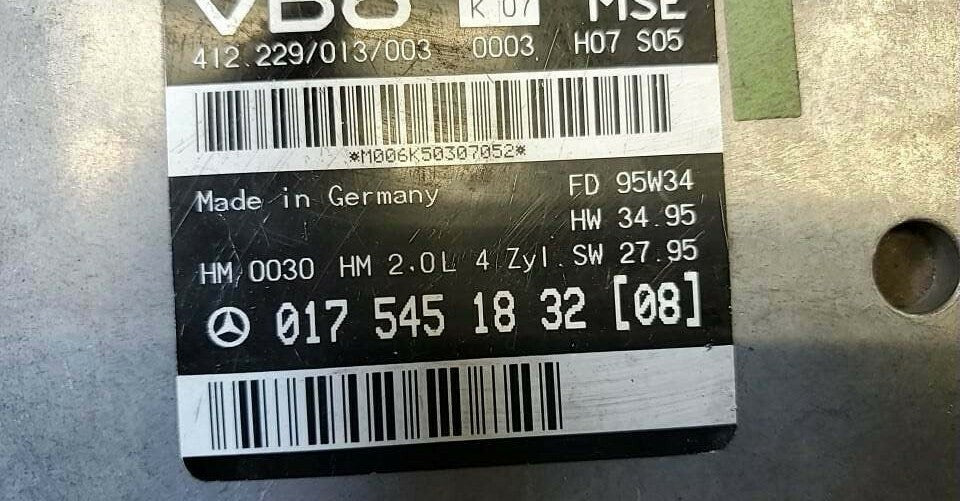 VDO K 07 MSE
412.229/013/003 0003 H07 S05
*M006K50307052*
Made in Germany FD 95W34
HW 34.95
HM 0030 HM 2.0L 4 Zyl. SW 27.95
017 545 18 32 [08]